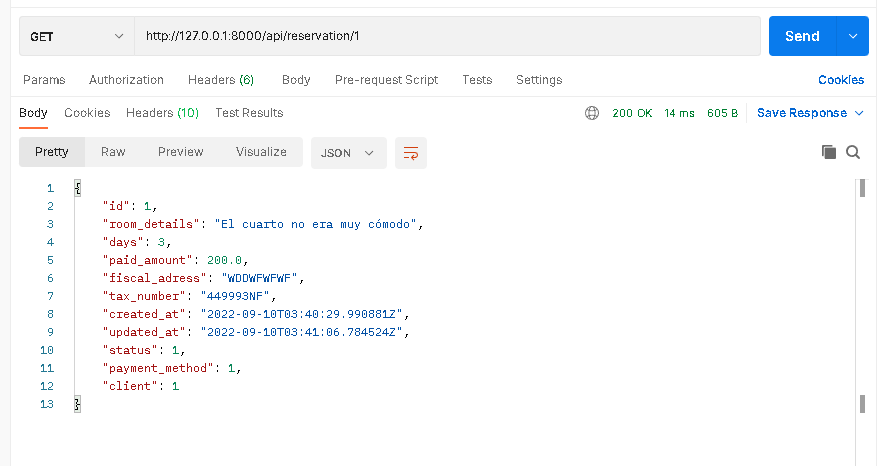 GET http://127.0.0.1:8000/api/reservation/1 Send
Params Authorization Headers (6) Body Pre-request Script Tests Settings Cookies
Body Cookies Headers (10) Test Results 200 OK 14 ms 605 B Save Response
Pretty Raw Preview Visualize JSON
1 {
2 "id": 1,
3 "room_details": "El cuarto no era muy cómodo",
4 "days": 3,
5 "paid_amount": 200.0,
6 "fiscal_adress": "WDDWFWFWF",
7 "tax_number": "449993NF",
8 "created_at": "2022-09-10T03:40:29.990881Z",
9 "updated_at": "2022-09-10T03:41:06.784524Z",
10 "status": 1,
11 "payment_method": 1,
12 "client": 1
13 }